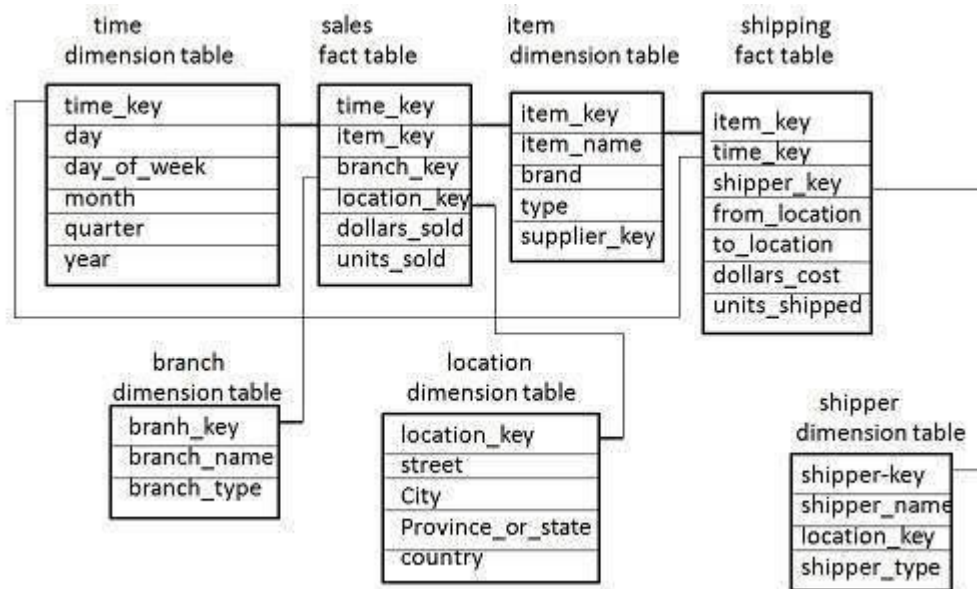 time
dimension table
time_key
day
day_of_week
month
quarter
year
sales
fact table
time_key
item_key
branch_key
location_key
dollars_sold
units_sold
item
dimension table
item_key
item_name
brand
type
supplier_key
shipping
fact table
item_key
time_key
shipper_key
from_location
to_location
dollars_cost
units_shipped
branch
dimension table
branh_key
branch_name
branch_type
location
dimension table
location_key
street
City
Province_or_state
country
shipper
dimension table
shipper-key
shipper_name
location_key
shipper_type